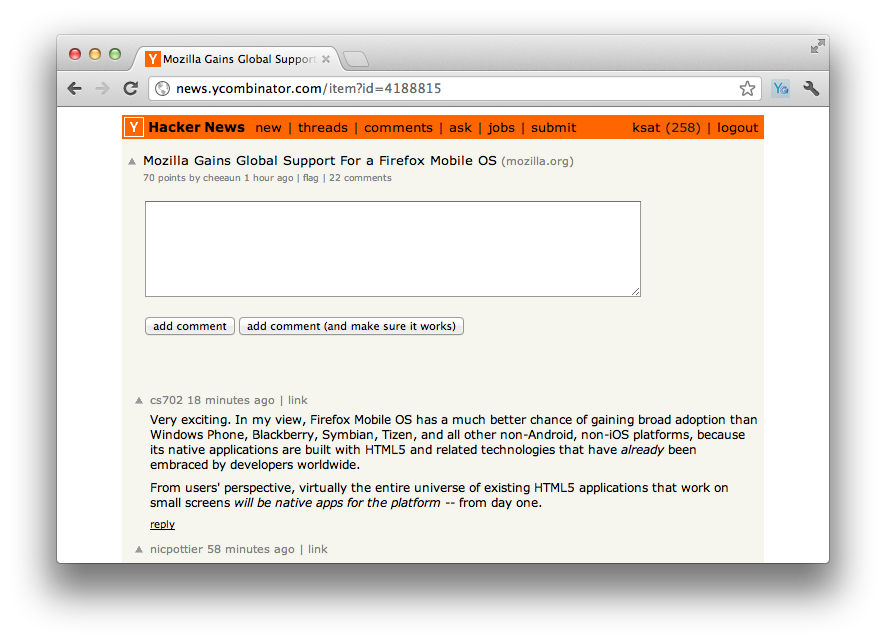 Y Mozilla Gains Global Support
news.ycombinator.com/item?id=4188815
Y Hacker News new | threads | comments | ask | jobs | submit ksat (258) | logout
Mozilla Gains Global Support For a Firefox Mobile OS (mozilla.org)
70 points by cheeaun 1 hour ago | flag | 22 comments
add comment add comment (and make sure it works)
cs702 18 minutes ago | link
Very exciting. In my view, Firefox Mobile OS has a much better chance of gaining broad adoption than
Windows Phone, Blackberry, Symbian, Tizen, and all other non-Android, non-iOS platforms, because
its native applications are built with HTML5 and related technologies that have already been
embraced by developers worldwide.
From users' perspective, virtually the entire universe of existing HTML5 applications that work on
small screens will be native apps for the platform -- from day one.
reply
nicpottier 58 minutes ago | link